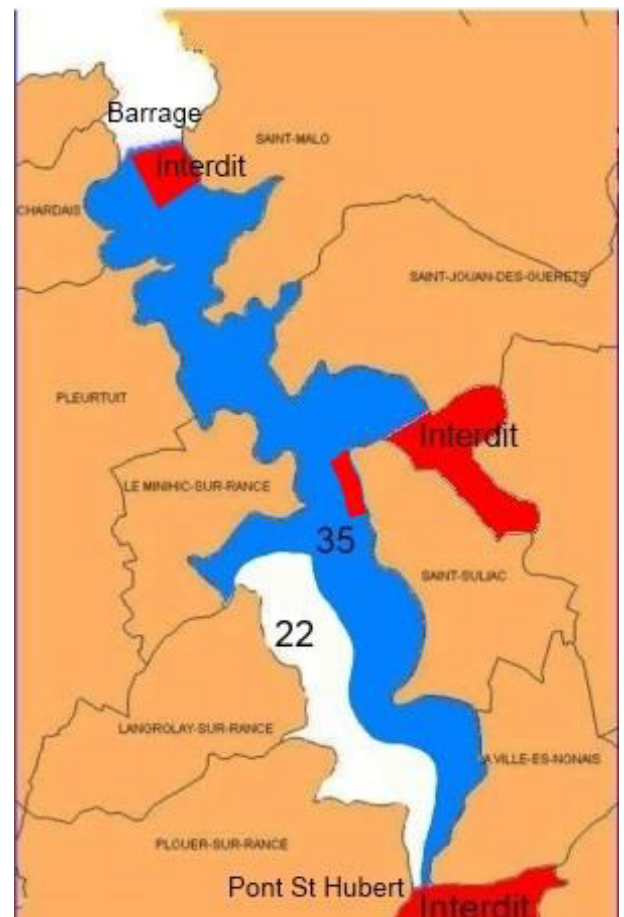 Barrage
SAINT-MALO
Interdit
CHARDAIS
SAINT-JOUAN-DES-GUERETS
PLEURTUIT
Interdit
LE MINIHIC-SUR-RANCE
35
SAINT-SULIAC
22
LANGROLAY-SUR-RANCE
A VILLE-ES-NONAIS
PLOUER-SUR-RANCE
Pont St Hubert
Interdit